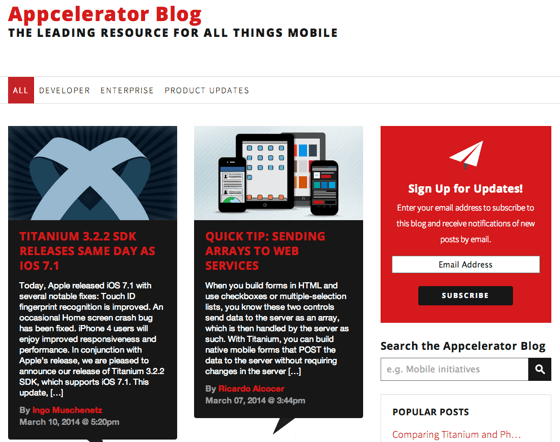 Appcelerator Blog
THE LEADING RESOURCE FOR ALL THINGS MOBILE
ALL DEVELOPER ENTERPRISE PRODUCT UPDATES
TITANIUM 3.2.2 SDK
RELEASES SAME DAY AS
IOS 7.1
Today, Apple released iOS 7.1 with
several notable fixes: Touch ID
fingerprint recognition is improved. An
occasional Home screen crash bug
has been fixed. iPhone 4 users will
enjoy improved responsiveness and
performance. In conjunction with
Apple's release, we are pleased to
announce our release of Titanium 3.2.2
SDK, which supports iOS 7.1. This
update, [...]
By Ingo Muschenetz
March 10, 2014 @ 5:20pm
QUICK TIP: SENDING
ARRAYS TO WEB
SERVICES
When you build forms in HTML and
use checkboxes or multiple-selection
lists, you know these two controls
send data to the server as an array,
which is then handled by the server as
such. With Titanium, you can build
native mobile forms that POST the
data to the server without requiring
changes in the server [...]
By Ricardo Alcocer
March 07, 2014 @ 3:44pm
Sign Up for Updates!
Enter your email address to subscribe to
this blog and receive notifications of new
posts by email.
Email Address
SUBSCRIBE
Search the Appcelerator Blog
e.g. Mobile initiatives
POPULAR POSTS
Comparing Titanium and Ph...